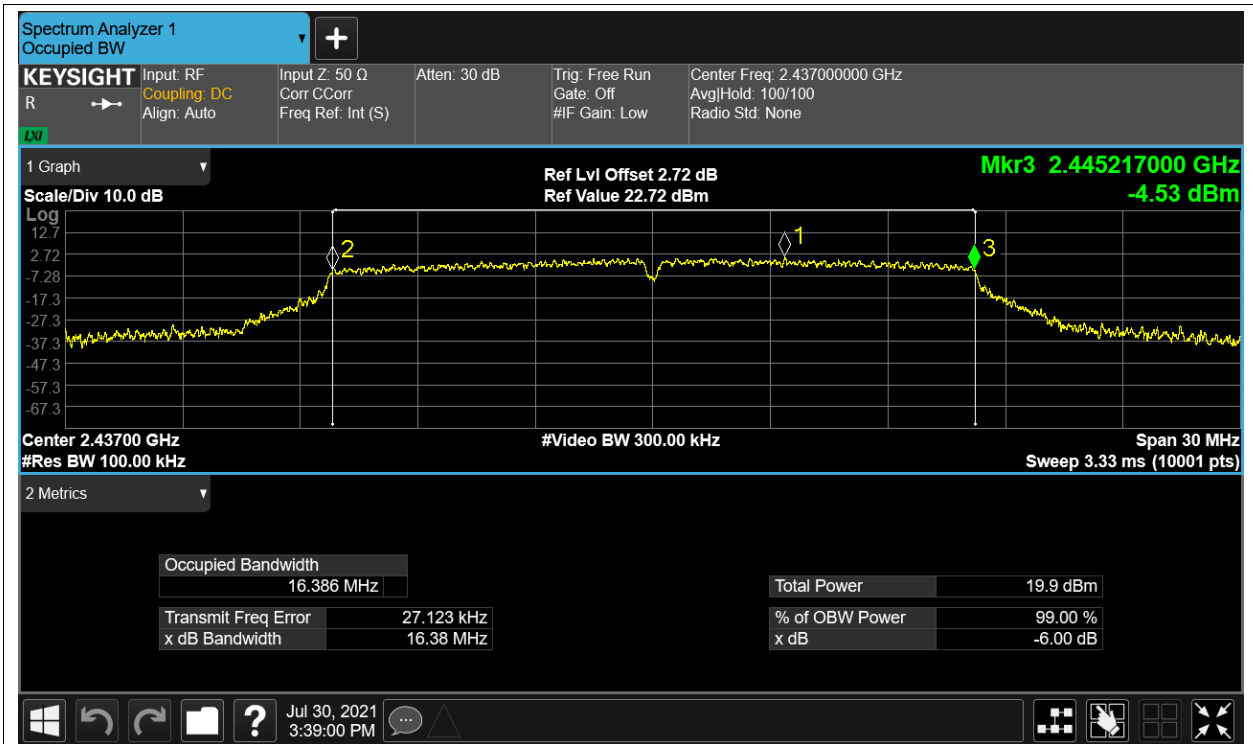 Spectrum Analyzer 1
Occupied BW
KEYSIGHT
R
LXI
Input: RF
Coupling: DC
Align: Auto
Input Z: 50 Ω
Corr CCorr
Freq Ref: Int (S)
Atten: 30 dB
Trig: Free Run
Gate: Off
#IF Gain: Low
Center Freq: 2.437000000 GHz
Avg|Hold: 100/100
Radio Std: None
1 Graph
Scale/Div 10.0 dB
Ref Lvl Offset 2.72 dB
Ref Value 22.72 dBm
Mkr3 2.445217000 GHz
-4.53 dBm
Log
12.7
2.72
-7.28
-17.3
-27.3
-37.3
-47.3
-57.3
-67.3
2
1
3
Center 2.43700 GHz
#Video BW 300.00 kHz
Span 30 MHz
#Res BW 100.00 kHz
Sweep 3.33 ms (10001 pts)
2 Metrics
Occupied Bandwidth
16.386 MHz
Transmit Freq Error 27.123 kHz
x dB Bandwidth 16.38 MHz
Total Power 19.9 dBm
% of OBW Power 99.00 %
x dB -6.00 dB
?
Jul 30, 2021
3:39:00 PM